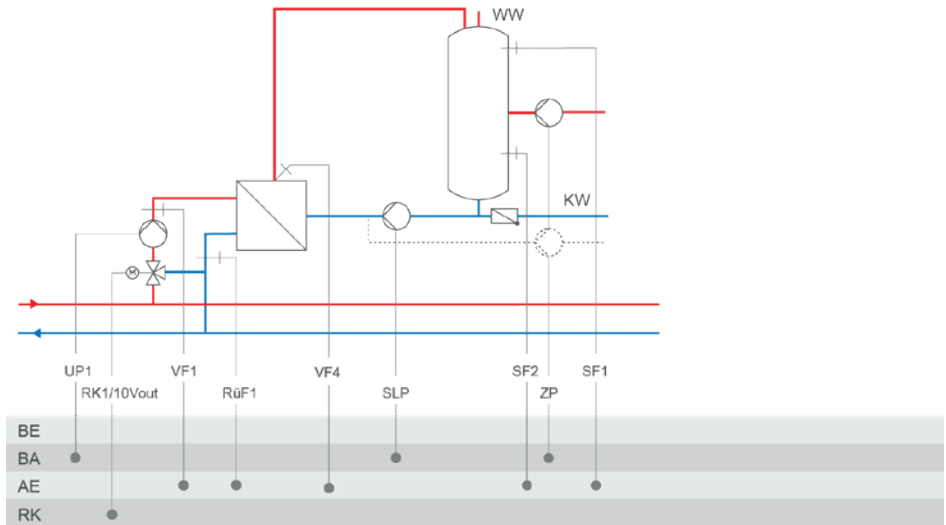 WW
KW
M
UP1 VF1 VF4 SF2 SF1
RK1/10Vout RüF1 SLP ZP
BE
BA
AE
RK